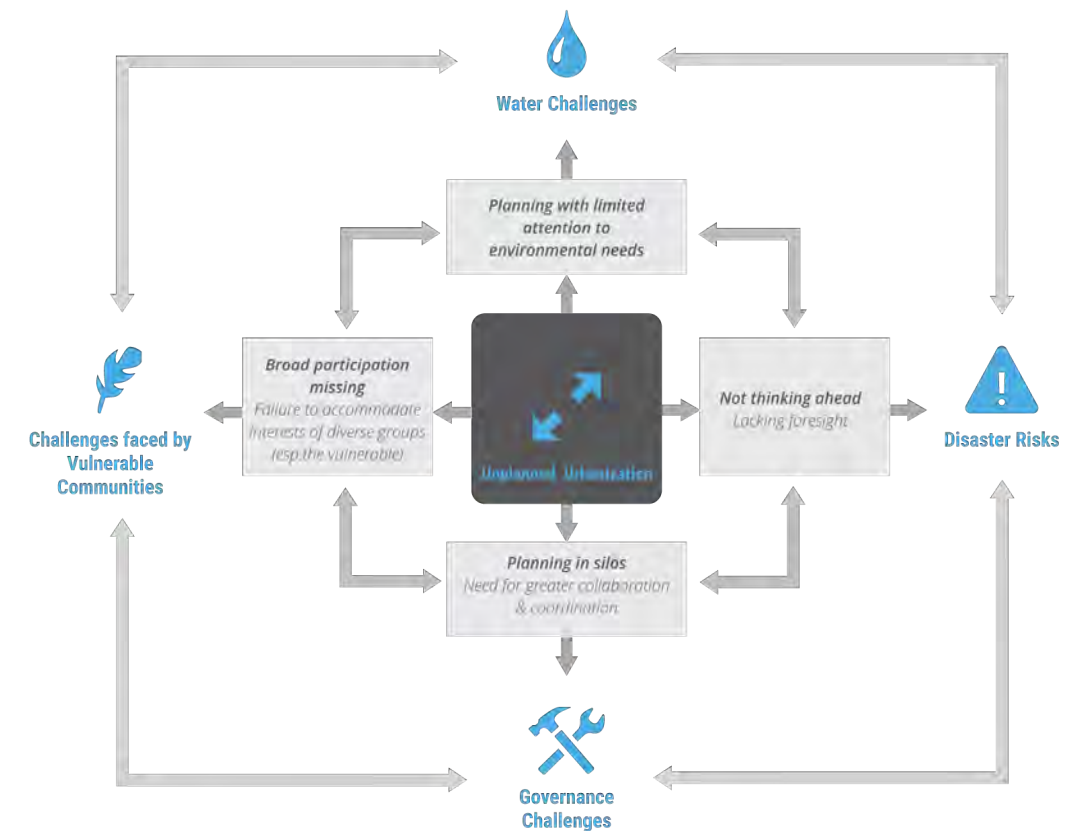 Water Challenges
Planning with limited
attention to
environmental needs
Broad participation
missing
Failure to accommodate
interests of diverse groups
(esp.the vulnerable)
Not thinking ahead
Lacking foresight
Challenges faced by
Vulnerable
Communities
Unplanned Urbanization
Disaster Risks
Planning in silos
Need for greater collaboration
& coordination
Governance
Challenges